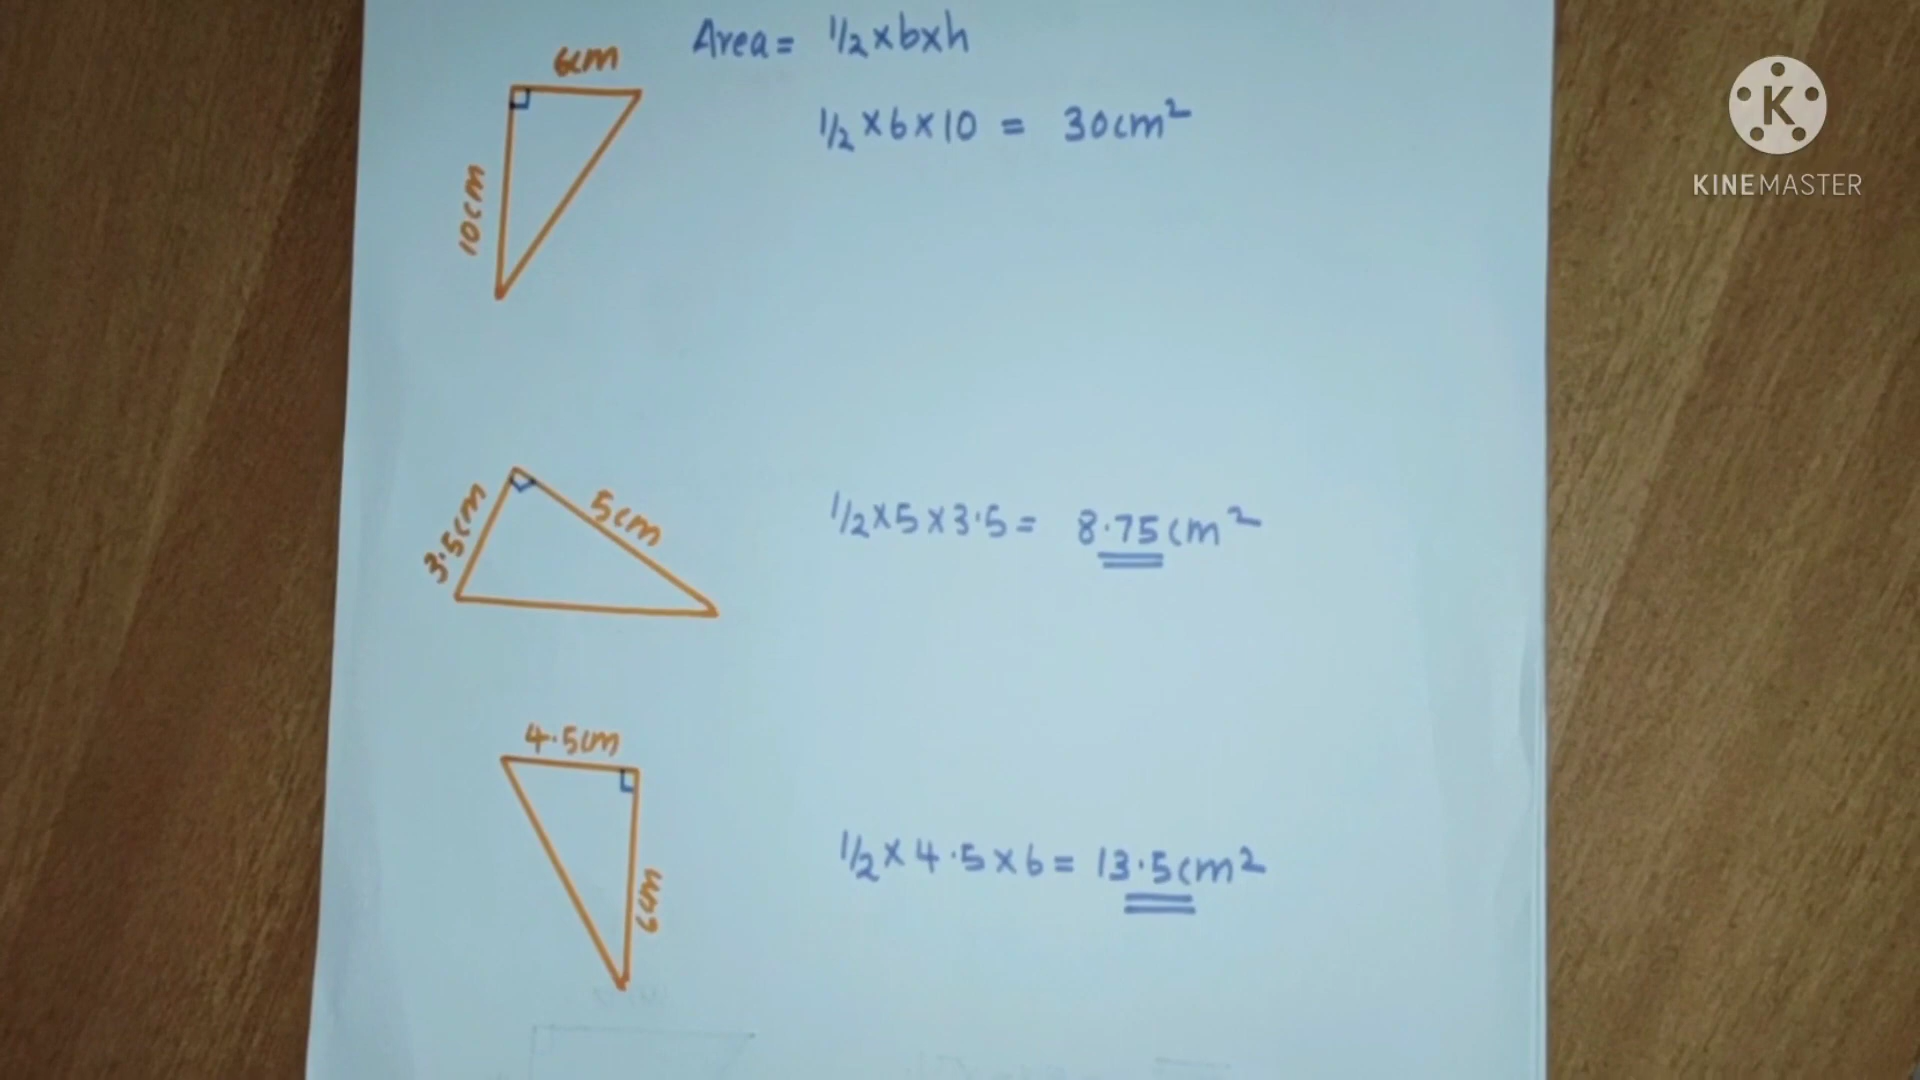 6cm
Area = 1/2 × b × h
10cm
1/2 × 6 × 10 = 30cm²
K
KINEMASTER
3.5cm
5cm
1/2 × 5 × 3.5 = 8.75cm²
4.5cm
6cm
1/2 × 4.5 × 6 = 13.5cm²